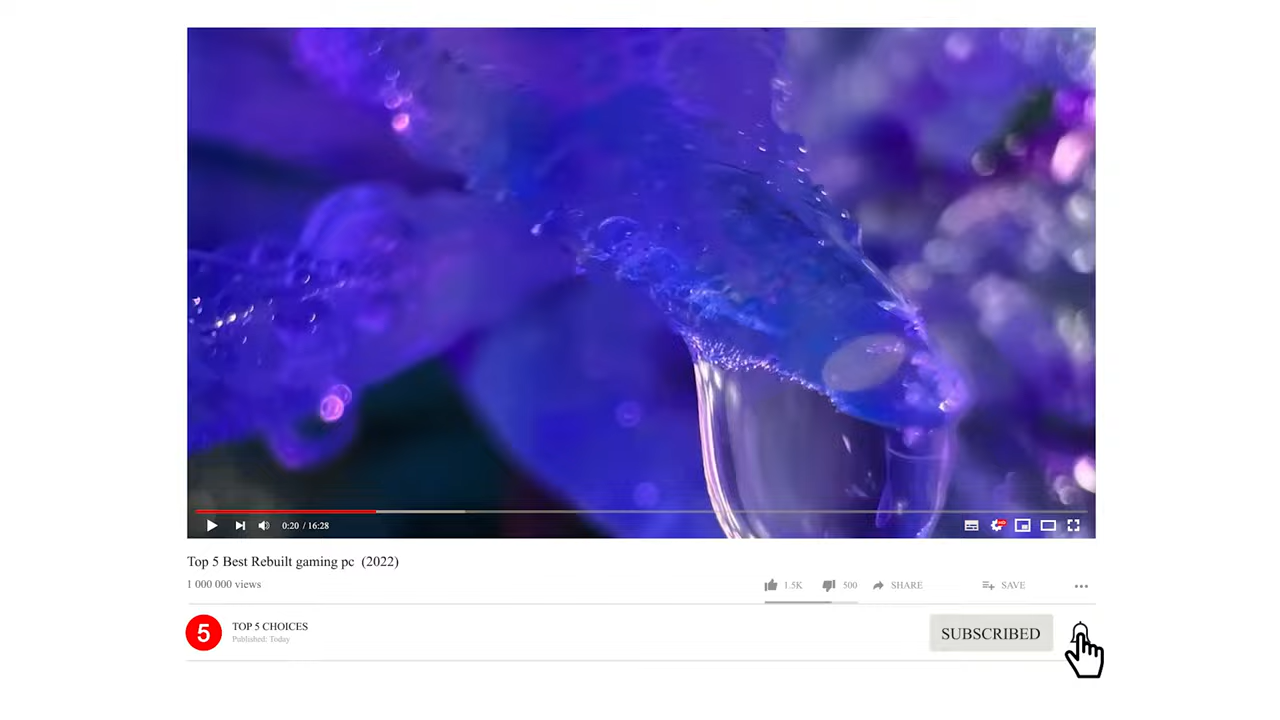 0:20 / 16:28
Top 5 Best Rebuilt gaming pc (2022)
1 000 000 views
1.5K 500 SHARE SAVE
5 TOP 5 CHOICES
Published: Today
SUBSCRIBED